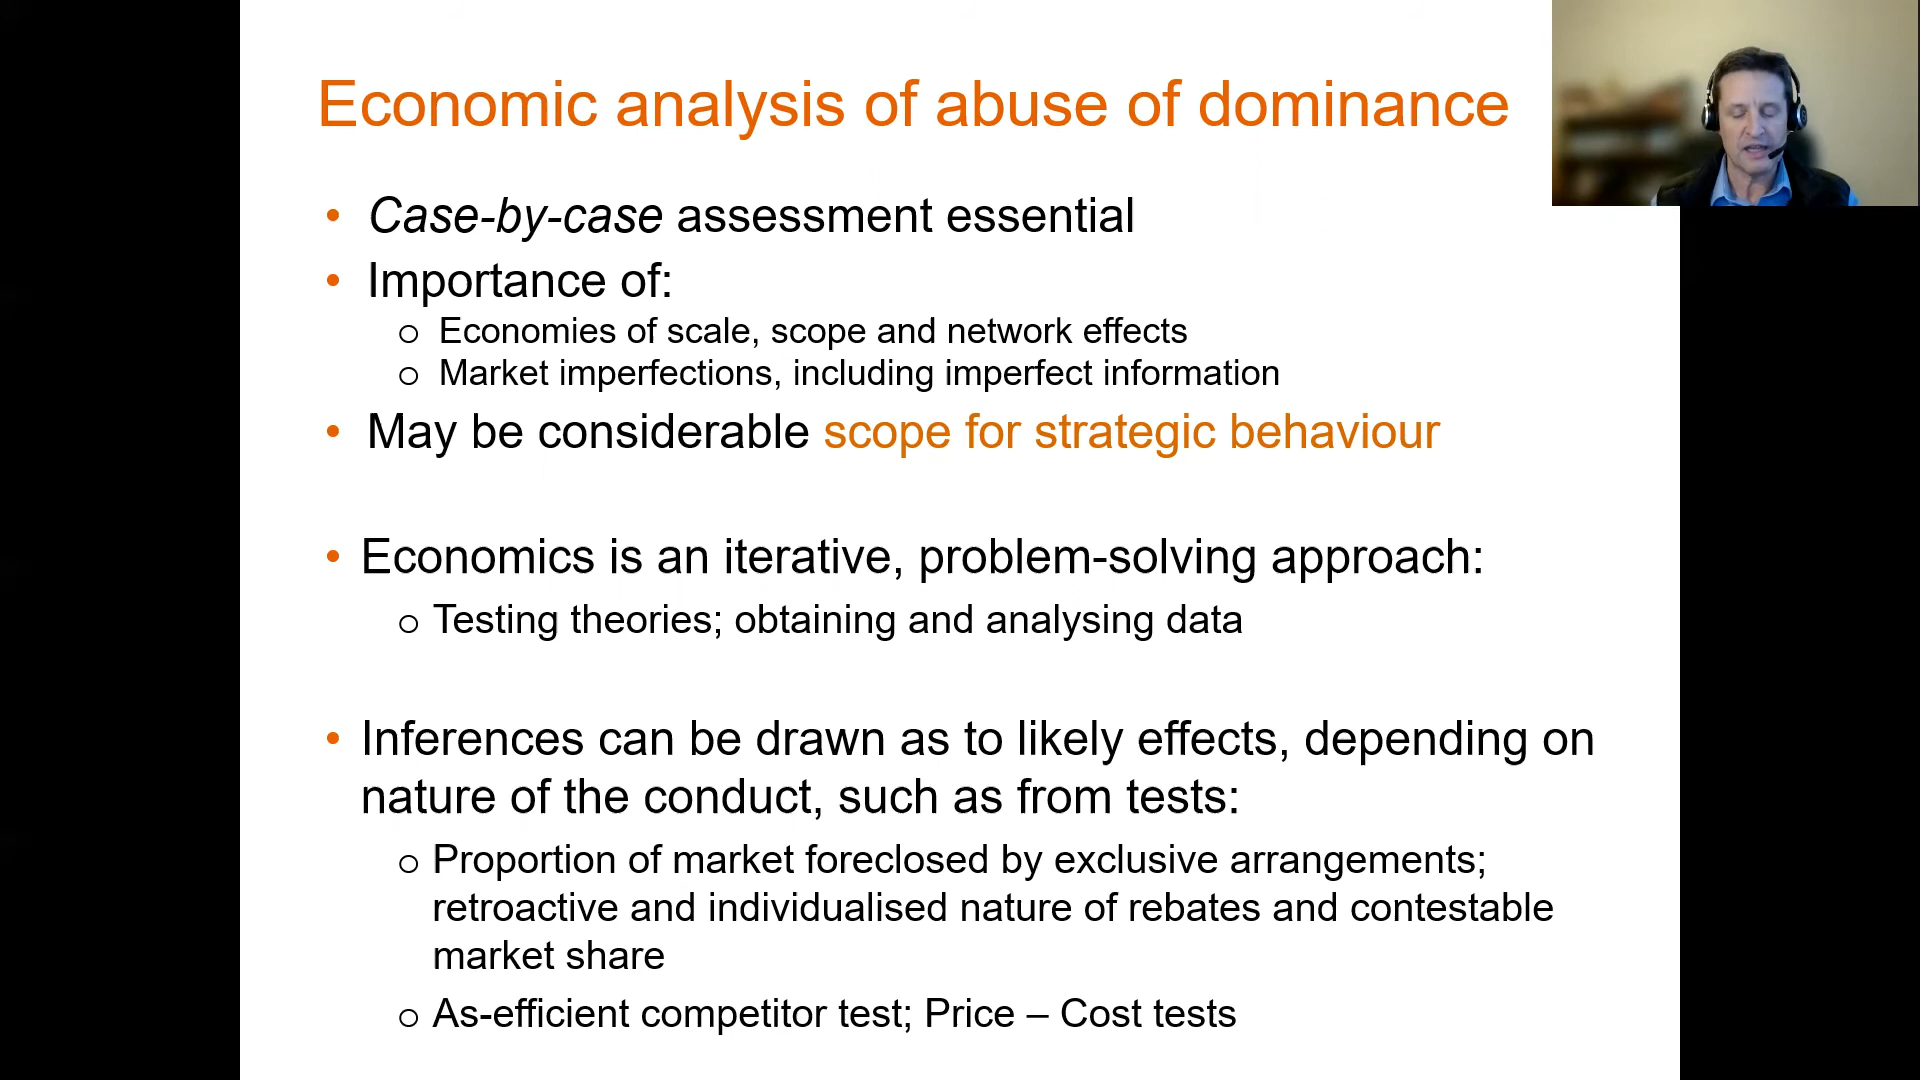 Economic analysis of abuse of dominance
• Case-by-case assessment essential
• Importance of:
o Economies of scale, scope and network effects
o Market imperfections, including imperfect information
• May be considerable scope for strategic behaviour
• Economics is an iterative, problem-solving approach:
o Testing theories; obtaining and analysing data
• Inferences can be drawn as to likely effects, depending on
nature of the conduct, such as from tests:
o Proportion of market foreclosed by exclusive arrangements;
retroactive and individualised nature of rebates and contestable
market share
o As-efficient competitor test; Price – Cost tests